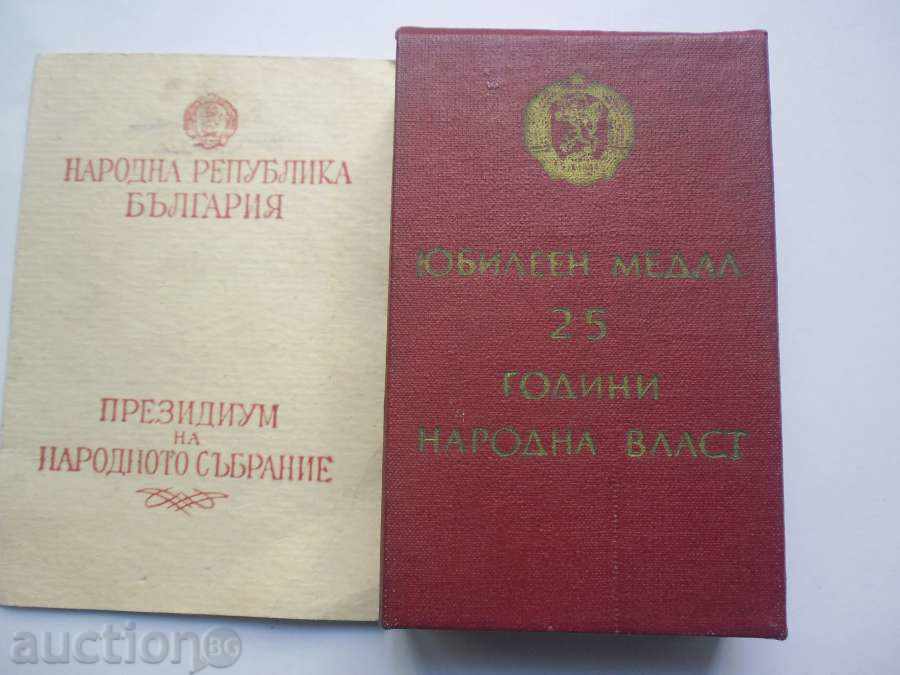 НАРОДНА РЕПУБЛИКА
БЪЛГАРИЯ
ПРЕЗИДИУМ
НА
НАРОДНОТО СЪБРАНИЕ
ЮБИЛЕЕН МЕДАЛ
25
ГОДИНИ
НАРОДНА ВЛАСТ
auction BG